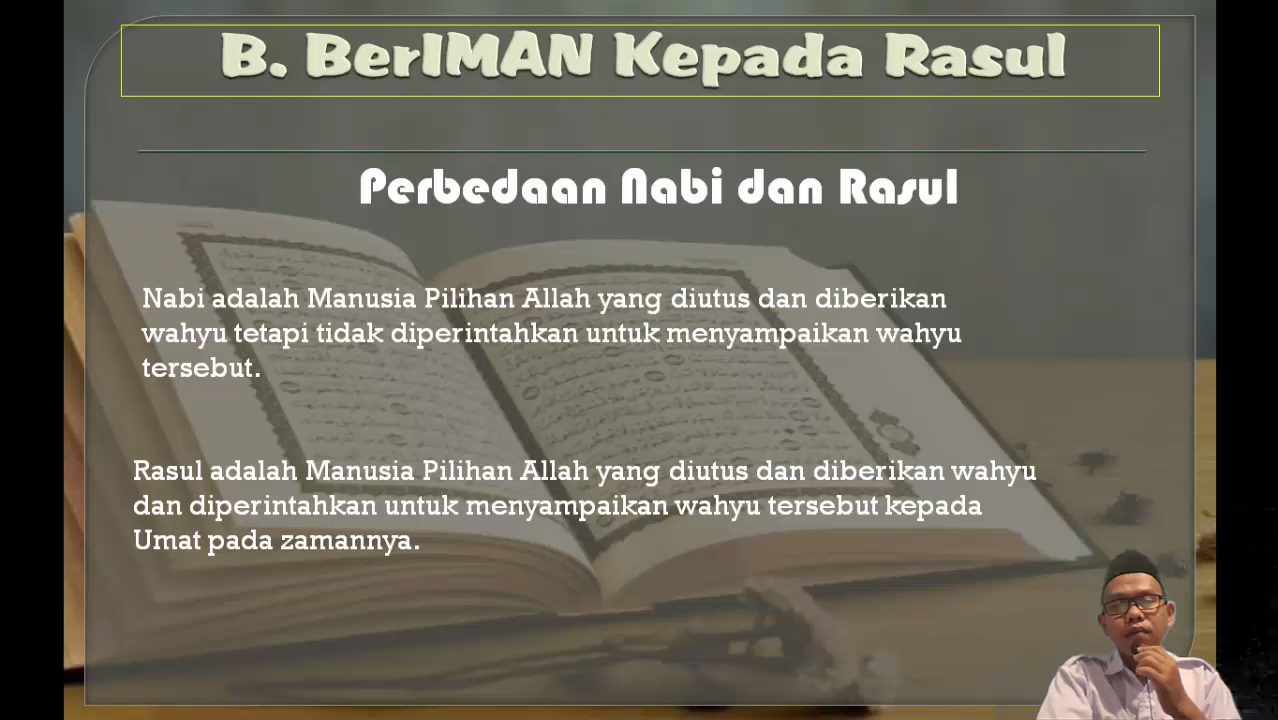 B. BerIMAN Kepada Rasul
Perbedaan Nabi dan Rasul
Nabi adalah Manusia Pilihan Allah yang diutus dan diberikan
wahyu tetapi tidak diperintahkan untuk menyampaikan wahyu
tersebut.
Rasul adalah Manusia Pilihan Allah yang diutus dan diberikan wahyu
dan diperintahkan untuk menyampaikan wahyu tersebut kepada
Umat pada zamannya.